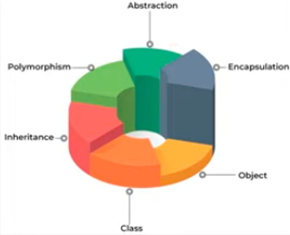 Abstraction
Polymorphism
Encapsulation
Inheritance
Object
Class